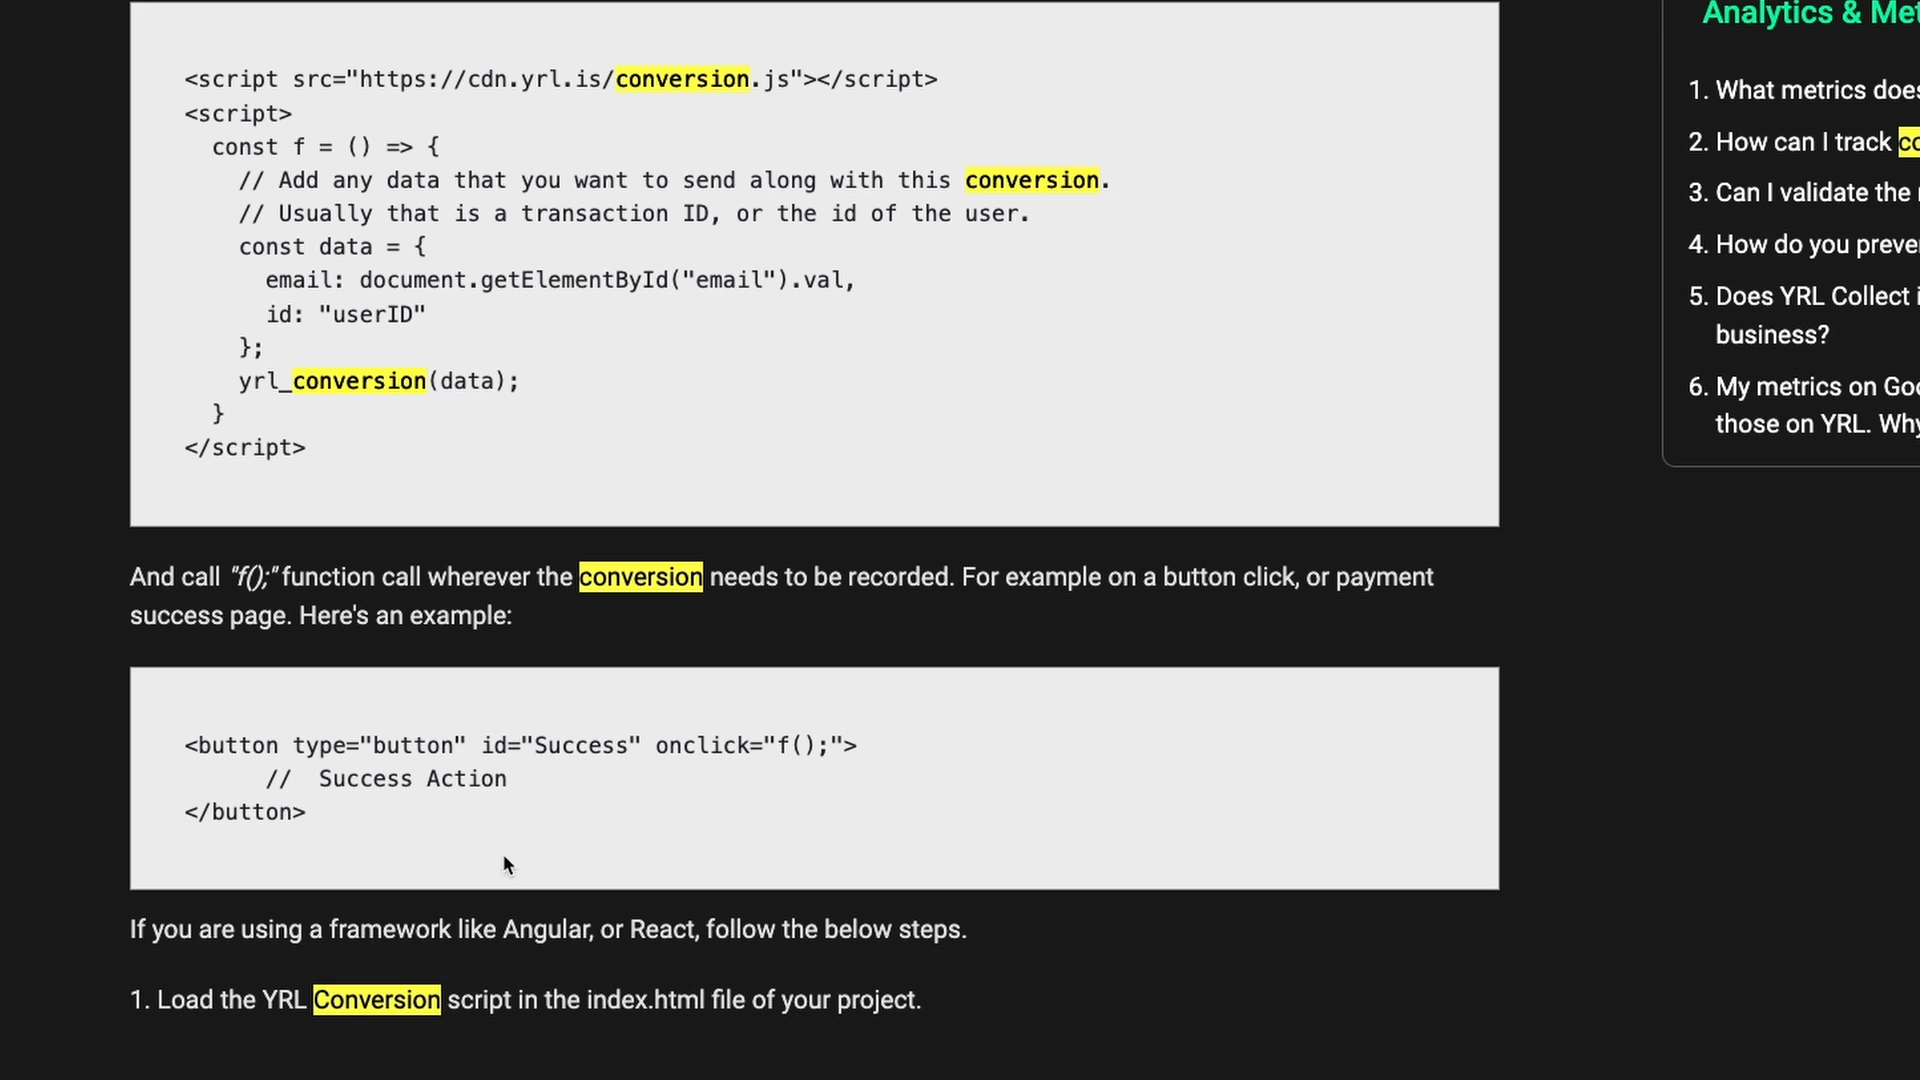 <script src="https://cdn.yrl.is/conversion.js"></script>
<script>
  const f = () => {
    // Add any data that you want to send along with this conversion.
    // Usually that is a transaction ID, or the id of the user.
    const data = {
      email: document.getElementById("email").val,
      id: "userID"
    };
    yrl_conversion(data);
  }
</script>
And call "f();" function call wherever the conversion needs to be recorded. For example on a button click, or payment
success page. Here's an example:
<button type="button" id="Success" onclick="f();">
      //  Success Action
</button>
If you are using a framework like Angular, or React, follow the below steps.
1. Load the YRL Conversion script in the index.html file of your project.
Analytics & Met
1. What metrics does
2. How can I track co
3. Can I validate the
4. How do you preve
5. Does YRL Collect i
business?
6. My metrics on Goo
those on YRL. Why